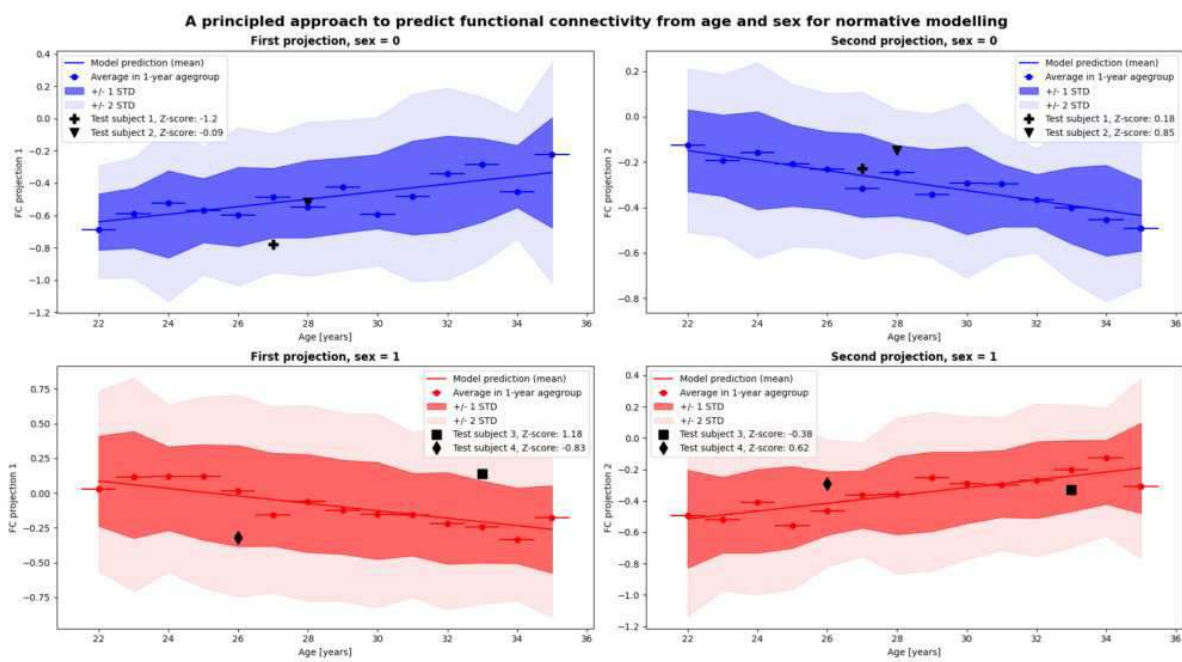 A principled approach to predict functional connectivity from age and sex for normative modelling
First projection, sex = 0
Model prediction (mean)
Average in 1-year agegroup
+/- 1 STD
+/- 2 STD
Test subject 1, Z-score: -1.2
Test subject 2, Z-score: -0.09
FC projection 1
0.4
0.2
0.0
−0.2
−0.4
−0.6
−0.8
−1.0
−1.2
22 24 26 28 30 32 34 36
Age [years]
Second projection, sex = 0
Model prediction (mean)
Average in 1-year agegroup
+/- 1 STD
+/- 2 STD
Test subject 1, Z-score: 0.18
Test subject 2, Z-score: 0.85
FC projection 2
0.2
0.0
−0.2
−0.4
−0.6
−0.8
22 24 26 28 30 32 34 36
Age [years]
First projection, sex = 1
Model prediction (mean)
Average in 1-year agegroup
+/- 1 STD
+/- 2 STD
Test subject 3, Z-score: 1.18
Test subject 4, Z-score: -0.83
FC projection 1
0.75
0.50
0.25
0.00
−0.25
−0.50
−0.75
22 24 26 28 30 32 34 36
Age [years]
Second projection, sex = 1
Model prediction (mean)
Average in 1-year agegroup
+/- 1 STD
+/- 2 STD
Test subject 3, Z-score: -0.38
Test subject 4, Z-score: 0.62
FC projection 2
0.4
0.2
0.0
−0.2
−0.4
−0.6
−0.8
−1.0
−1.2
22 24 26 28 30 32 34 36
Age [years]